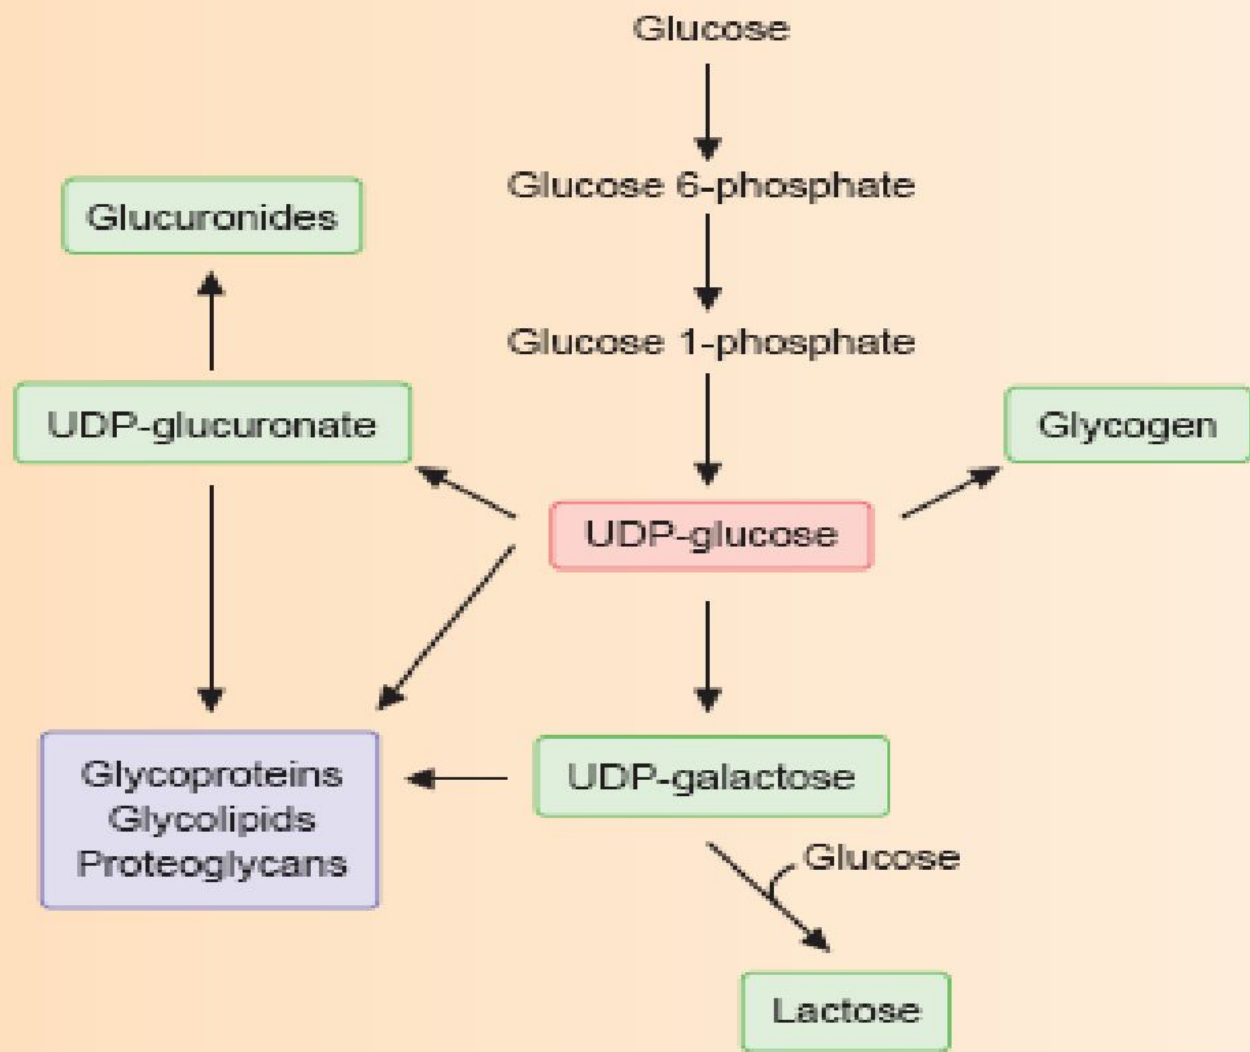 Glucose
Glucose 6-phosphate
Glucuronides
Glucose 1-phosphate
UDP-glucuronate
Glycogen
UDP-glucose
Glycoproteins
Glycolipids
Proteoglycans
UDP-galactose
Glucose
Lactose